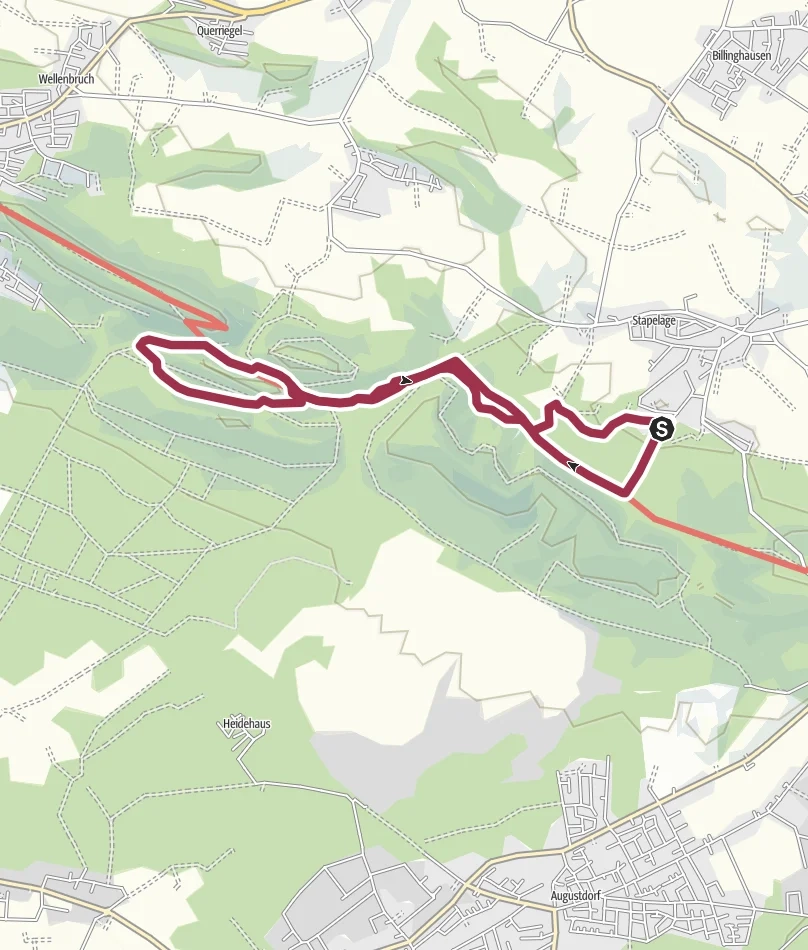 Querriegel
Billinghausen
Wellenbruch
Stapelage
S
Heidehaus
Augustdorf